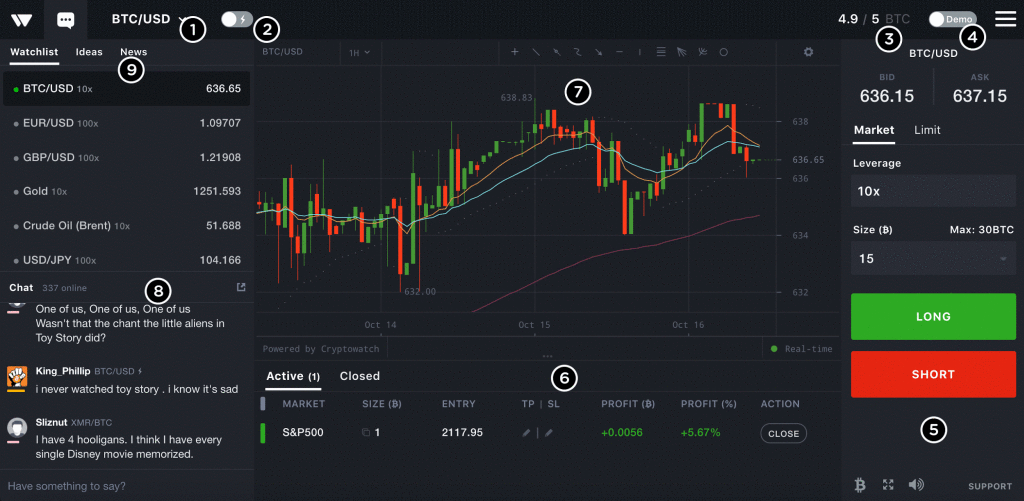 BTC/USD
1
2
4.9 / 5 BTC
3
Demo
4
Watchlist Ideas News
9
BTC/USD 10x 636.65
EUR/USD 100x 1.09707
GBP/USD 100x 1.21908
Gold 10x 1251.593
Crude Oil (Brent) 10x 51.688
USD/JPY 100x 104.166
Chat 337 online
8
One of us, One of us, One of us
Wasn't that the chant the little aliens in
Toy Story did?
King_Phillip BTC/USD
i never watched toy story . i know it's sad
Sliznut XMR/BTC
I have 4 hooligans. I think I have every
single Disney movie memorized.
Have something to say?
BTC/USD 1H
7
638.83
638
636.65
636
634
632.00
632
Oct 14 Oct 15 Oct 16
Powered by Cryptowatch
Real-time
Active (1) Closed
6
MARKET SIZE (฿) ENTRY TP | SL PROFIT (฿) PROFIT (%) ACTION
S&P500 1 2117.95 | +0.0056 +5.67% CLOSE
BTC/USD
BID ASK
636.15 637.15
Market Limit
Leverage
10x
Size (฿) Max: 30BTC
15
LONG
SHORT
5
SUPPORT